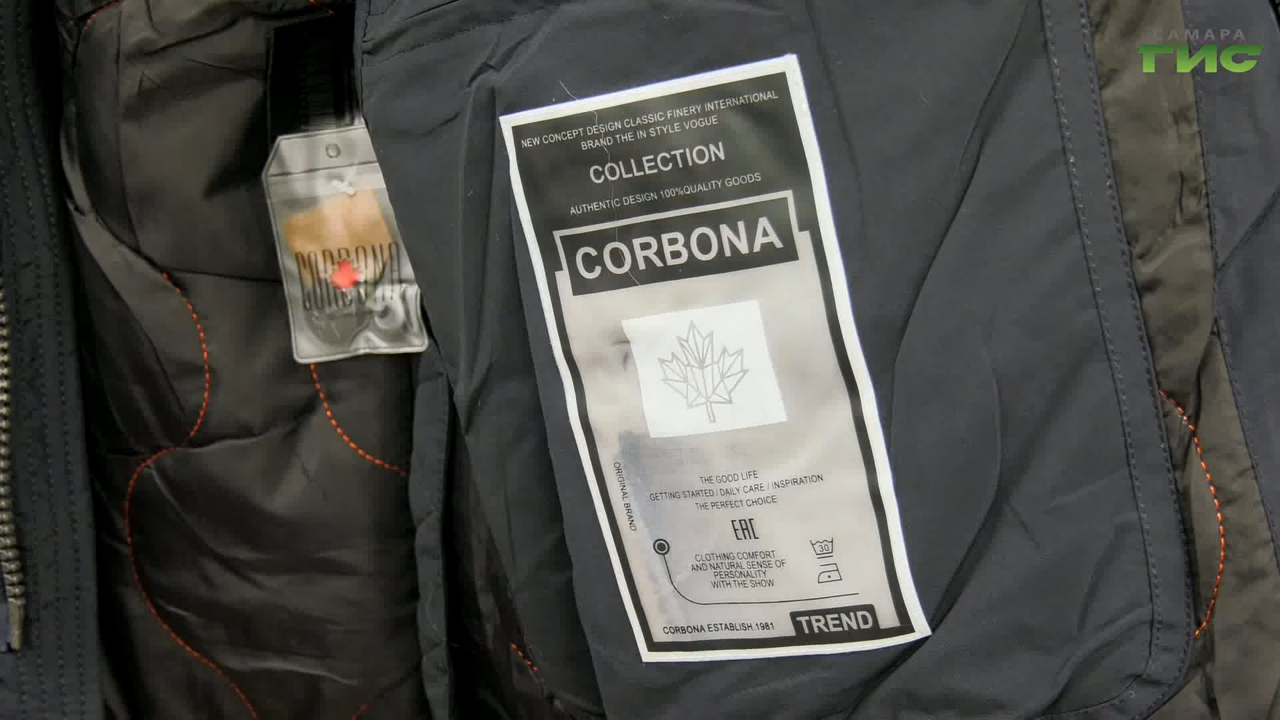 САМАРА
ГИС
NEW CONCEPT DESIGN CLASSIC FINERY INTERNATIONAL
BRAND THE IN STYLE VOGUE
COLLECTION
AUTHENTIC DESIGN 100%QUALITY GOODS
CORBONA
CORBONA
THE GOOD LIFE
GETTING STARTED / DAILY CARE / INSPIRATION
THE PERFECT CHOICE
ORIGINAL BRAND
EAC
30
CLOTHING COMFORT
AND NATURAL SENSE OF
PERSONALITY
WITH THE SHOW
CORBONA ESTABLISH.1981
TREND